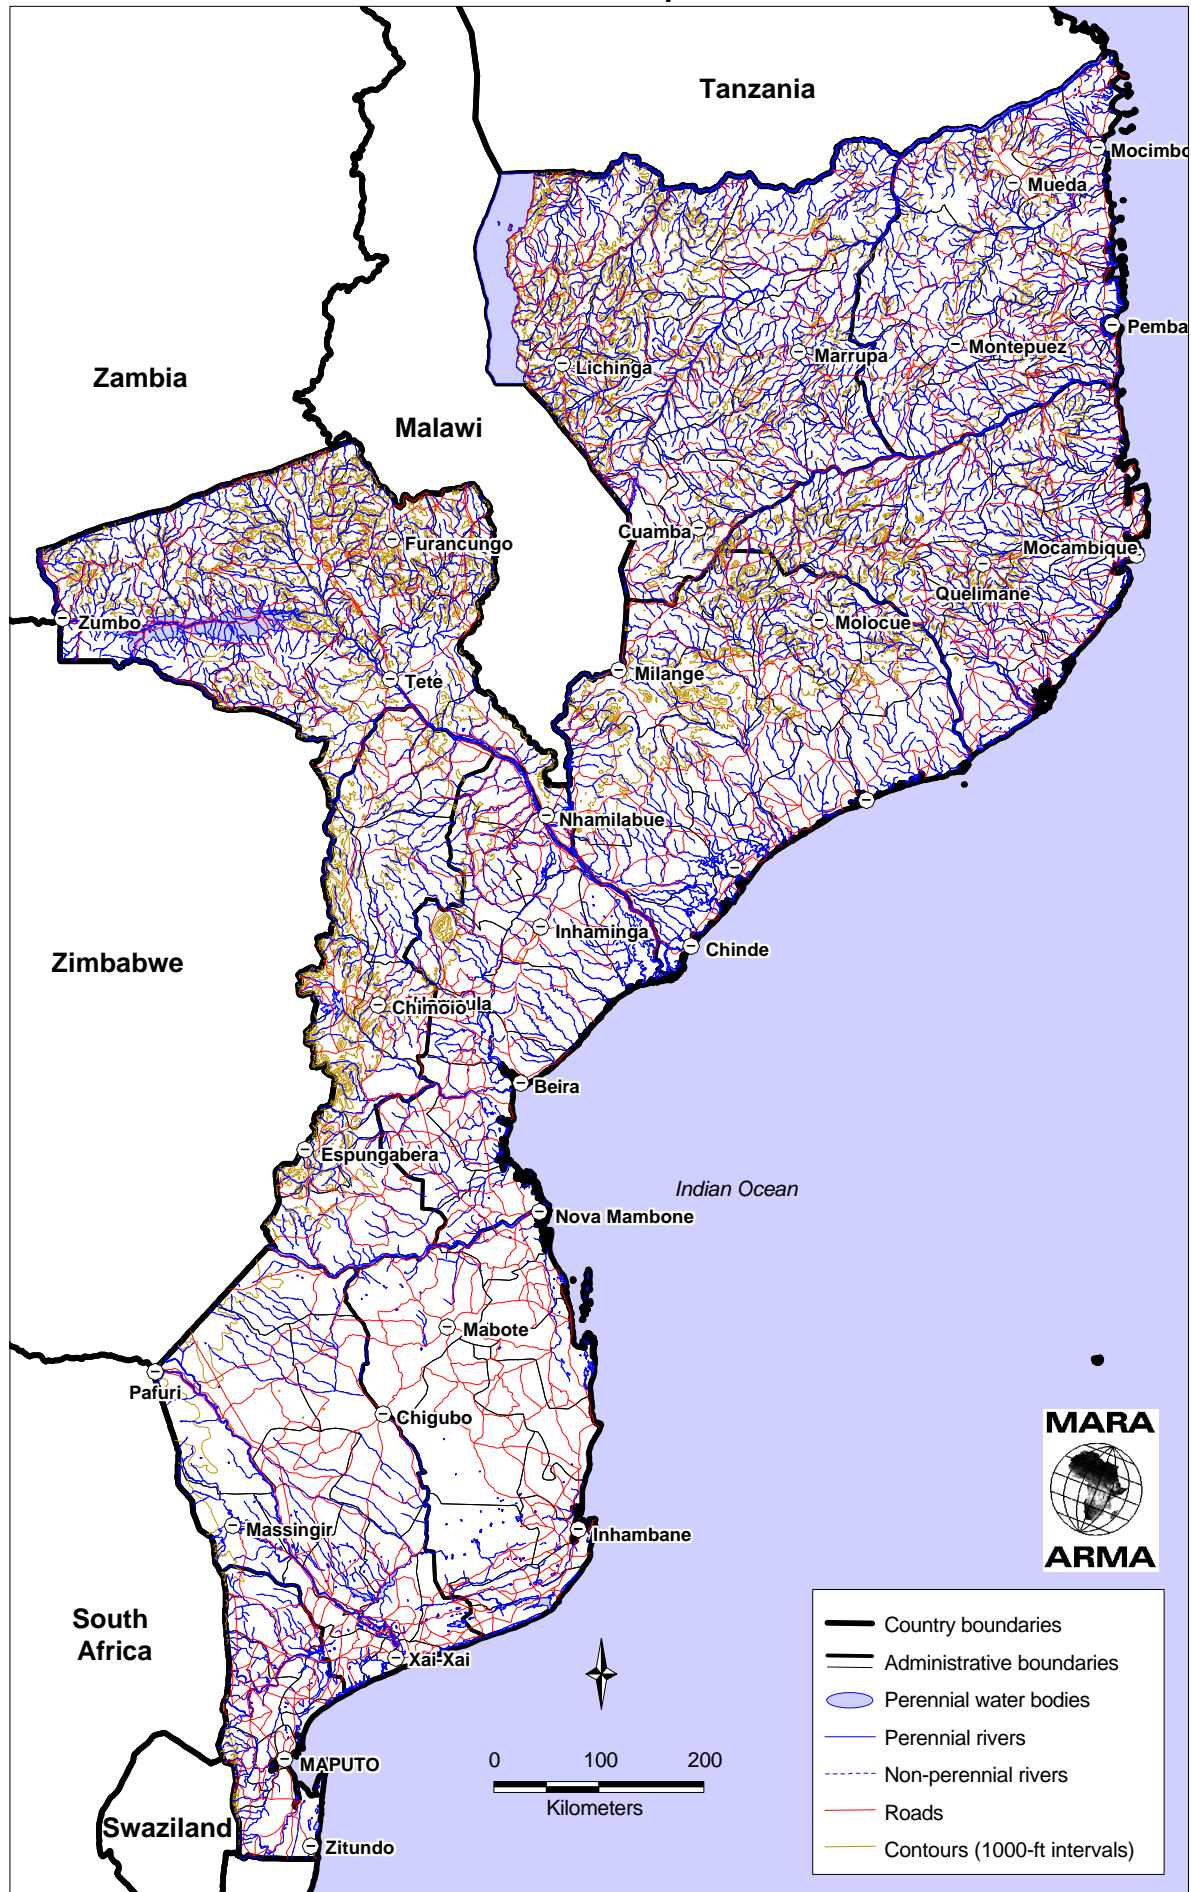 Tanzania
Mocimbo
Mueda
Pemba
Montepuez
Marrupa
Lichinga
Zambia
Malawi
Cuamba
Furancungo
Mocambique
Quelimane
Zumbo
Molocue
Milange
Tete
Nhamilabue
Inhaminga
Chinde
Zimbabwe
Chimoio
Beira
Espungabera
Indian Ocean
Nova Mambone
Mabote
Pafuri
Chigubo
MARA
ARMA
Massingir
Inhambane
South
Africa
Xai-Xai
MAPUTO
Swaziland
Zitundo
0 100 200
Kilometers
Country boundaries
Administrative boundaries
Perennial water bodies
Perennial rivers
Non-perennial rivers
Roads
Contours (1000-ft intervals)